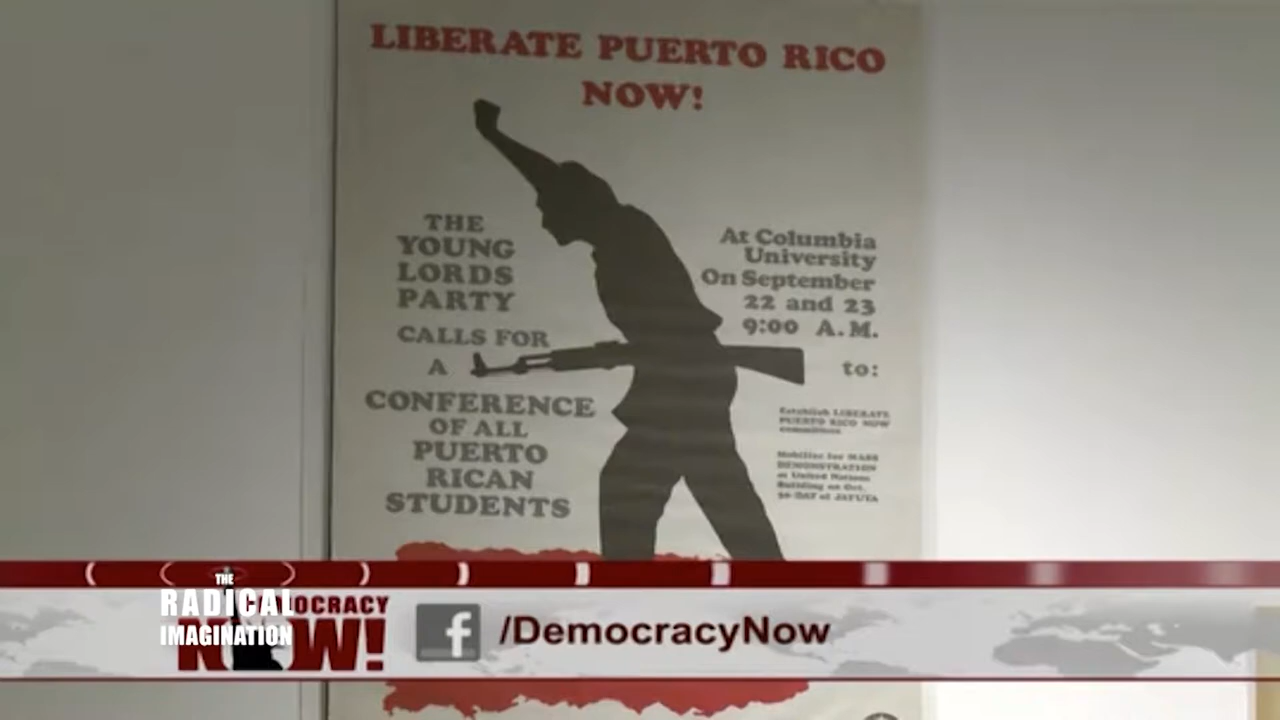 LIBERATE PUERTO RICO
NOW!
THE
YOUNG
LORDS
PARTY
CALLS FOR
A
CONFERENCE
OF ALL
PUERTO
RICAN
STUDENTS
At Columbia
University
On September
22 and 23
9:00 A.M.
to:
Establish LIBERATE
PUERTO RICO NOW
committees
Mobilize for MASS
DEMONSTRATION
at United Nations
Building on Oct.
THE
RADICAL
IMAGINATION
OCRACY
NOW!
f
/DemocracyNow